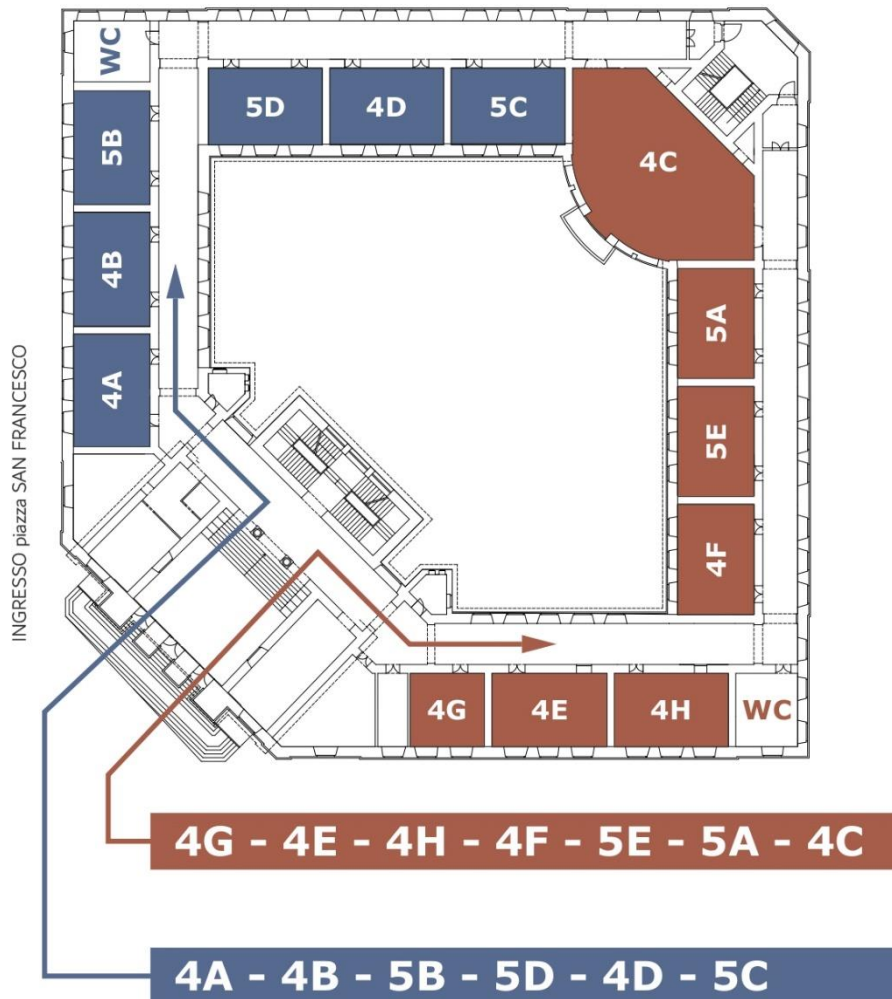 WC
5D
4D
5C
5B
4C
4B
5A
4A
5E
4F
INGRESSO piazza SAN FRANCESCO
4G
4E
4H
WC
4G - 4E - 4H - 4F - 5E - 5A - 4C
4A - 4B - 5B - 5D - 4D - 5C